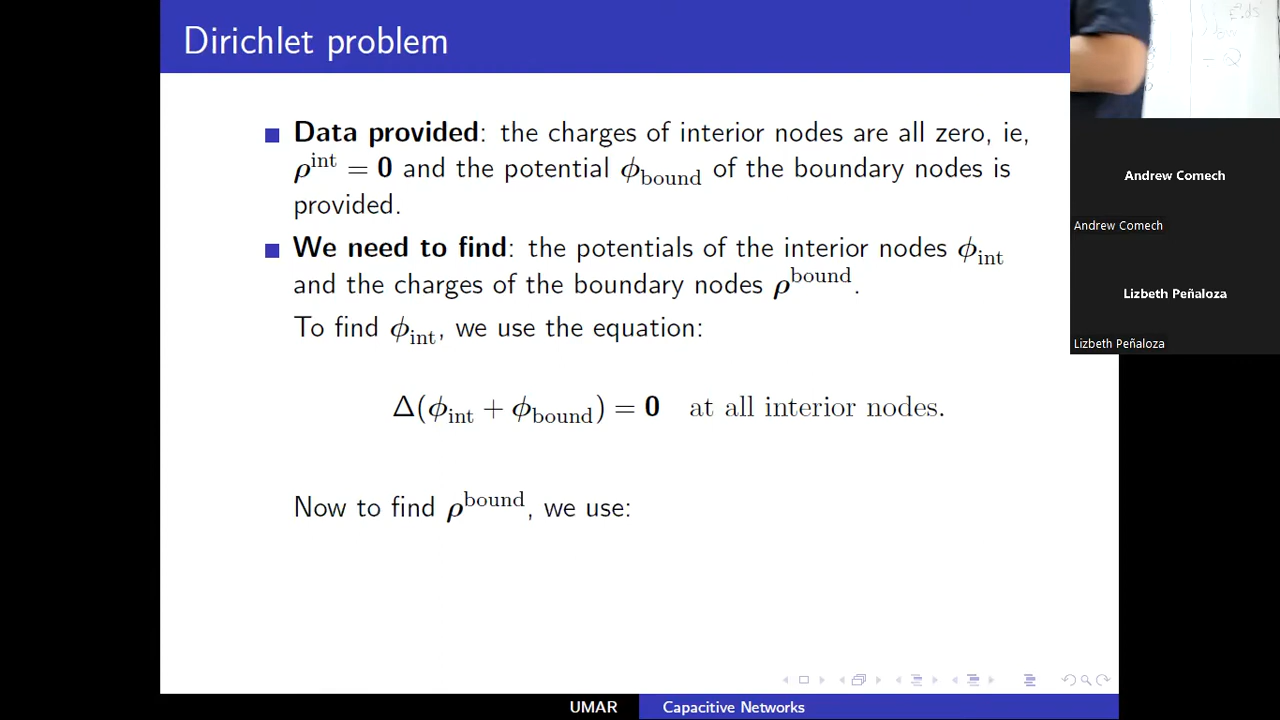 Dirichlet problem
Data provided: the charges of interior nodes are all zero, ie,
ρ^int = 0 and the potential ϕ_bound of the boundary nodes is
provided.
We need to find: the potentials of the interior nodes ϕ_int
and the charges of the boundary nodes ρ^bound.
To find ϕ_int, we use the equation:
Δ(ϕ_int + ϕ_bound) = 0 at all interior nodes.
Now to find ρ^bound, we use:
UMAR
Capacitive Networks
Andrew Comech
Andrew Comech
Lizbeth Peñaloza
Lizbeth Peñaloza